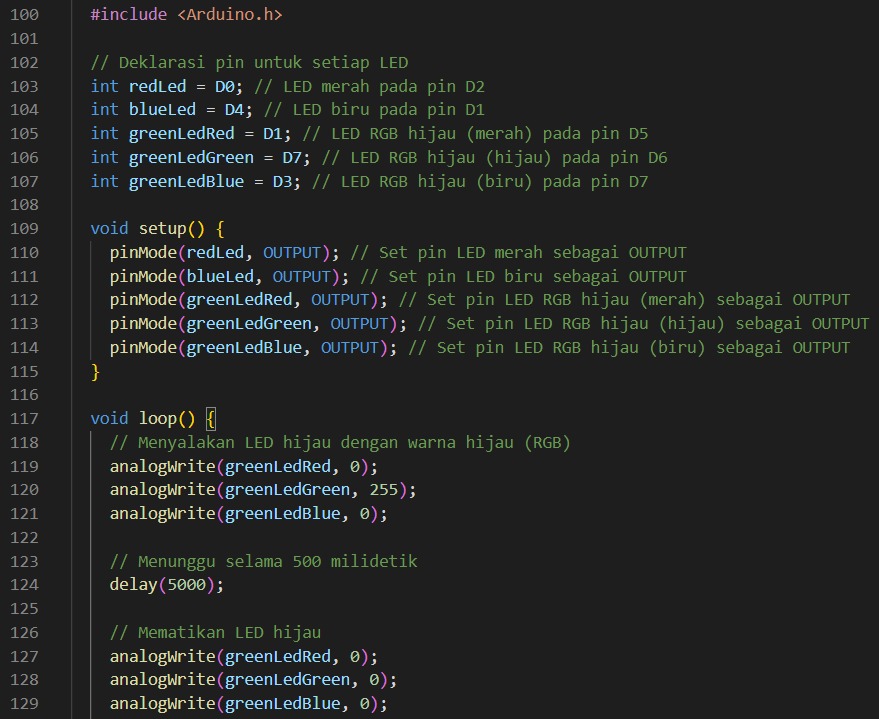 100 #include <Arduino.h>
101
102 // Deklarasi pin untuk setiap LED
103 int redLed = D0; // LED merah pada pin D2
104 int blueLed = D4; // LED biru pada pin D1
105 int greenLedRed = D1; // LED RGB hijau (merah) pada pin D5
106 int greenLedGreen = D7; // LED RGB hijau (hijau) pada pin D6
107 int greenLedBlue = D3; // LED RGB hijau (biru) pada pin D7
108
109 void setup() {
110   pinMode(redLed, OUTPUT); // Set pin LED merah sebagai OUTPUT
111   pinMode(blueLed, OUTPUT); // Set pin LED biru sebagai OUTPUT
112   pinMode(greenLedRed, OUTPUT); // Set pin LED RGB hijau (merah) sebagai OUTPUT
113   pinMode(greenLedGreen, OUTPUT); // Set pin LED RGB hijau (hijau) sebagai OUTPUT
114   pinMode(greenLedBlue, OUTPUT); // Set pin LED RGB hijau (biru) sebagai OUTPUT
115 }
116
117 void loop() {
118   // Menyalakan LED hijau dengan warna hijau (RGB)
119   analogWrite(greenLedRed, 0);
120   analogWrite(greenLedGreen, 255);
121   analogWrite(greenLedBlue, 0);
122
123   // Menunggu selama 500 milidetik
124   delay(5000);
125
126   // Mematikan LED hijau
127   analogWrite(greenLedRed, 0);
128   analogWrite(greenLedGreen, 0);
129   analogWrite(greenLedBlue, 0);